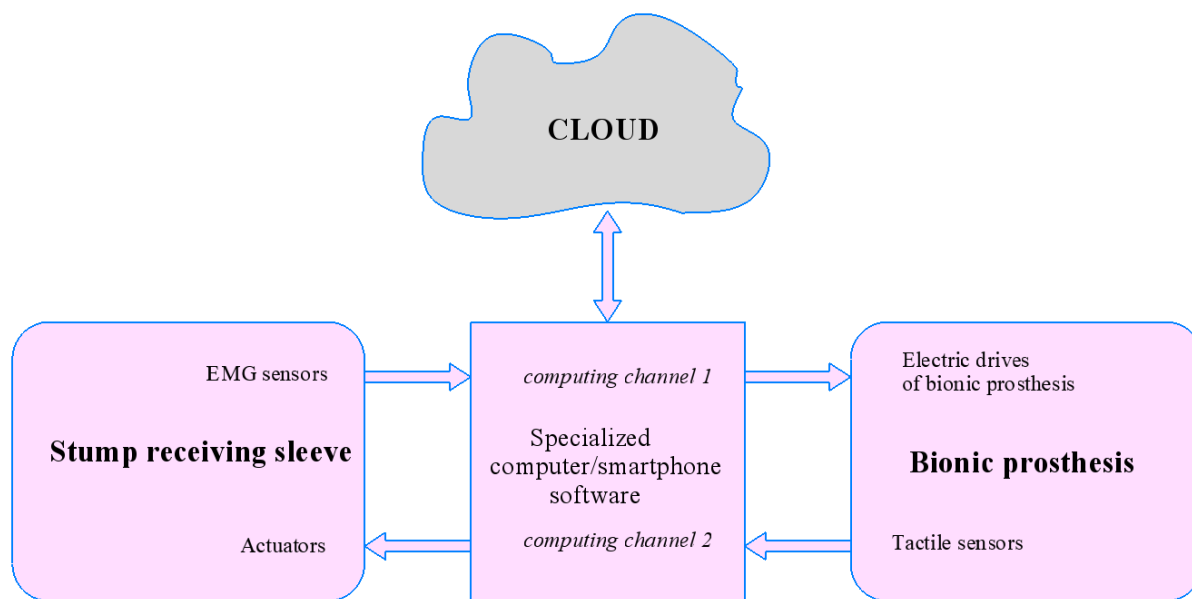 CLOUD
EMG sensors
Stump receiving sleeve
Actuators
computing channel 1
Specialized
computer/smartphone
software
computing channel 2
Electric drives
of bionic prosthesis
Bionic prosthesis
Tactile sensors